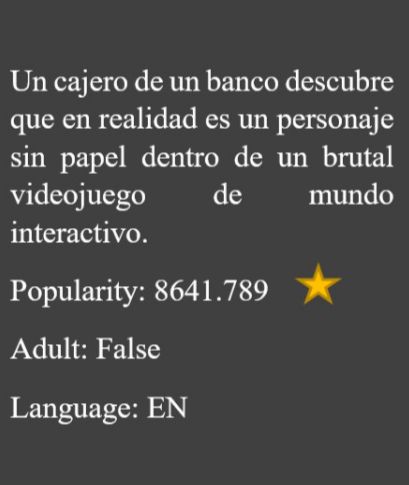 Un cajero de un banco descubre
que en realidad es un personaje
sin papel dentro de un brutal
videojuego de mundo
interactivo.
Popularity: 8641.789
Adult: False
Language: EN